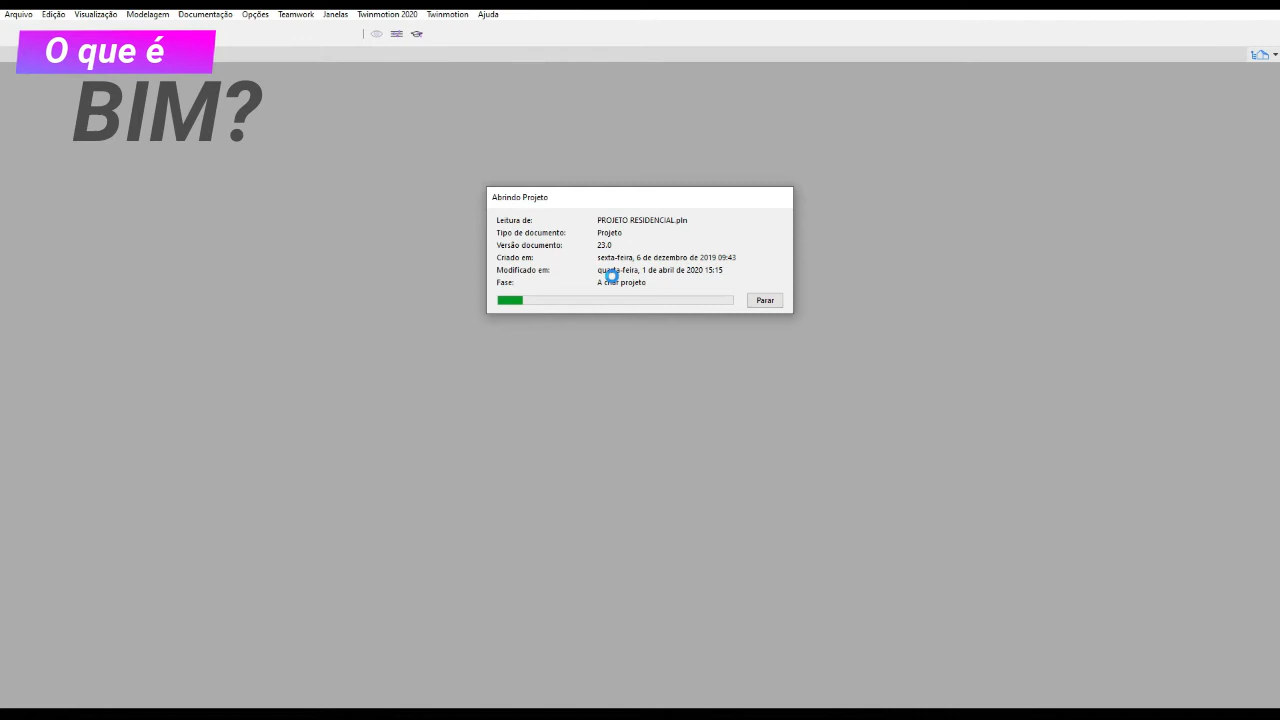 Arquivo Edição Visualização Modelagem Documentação Opções Teamwork Janelas Twinmotion 2020 Twinmotion Ajuda
O que é
BIM?
Abrindo Projeto
Leitura de: PROJETO RESIDENCIAL.pln
Tipo de documento: Projeto
Versão documento: 23.0
Criado em: sexta-feira, 6 de dezembro de 2019 09:43
Modificado em: quarta-feira, 1 de abril de 2020 15:15
Fase: A criar projeto
Parar